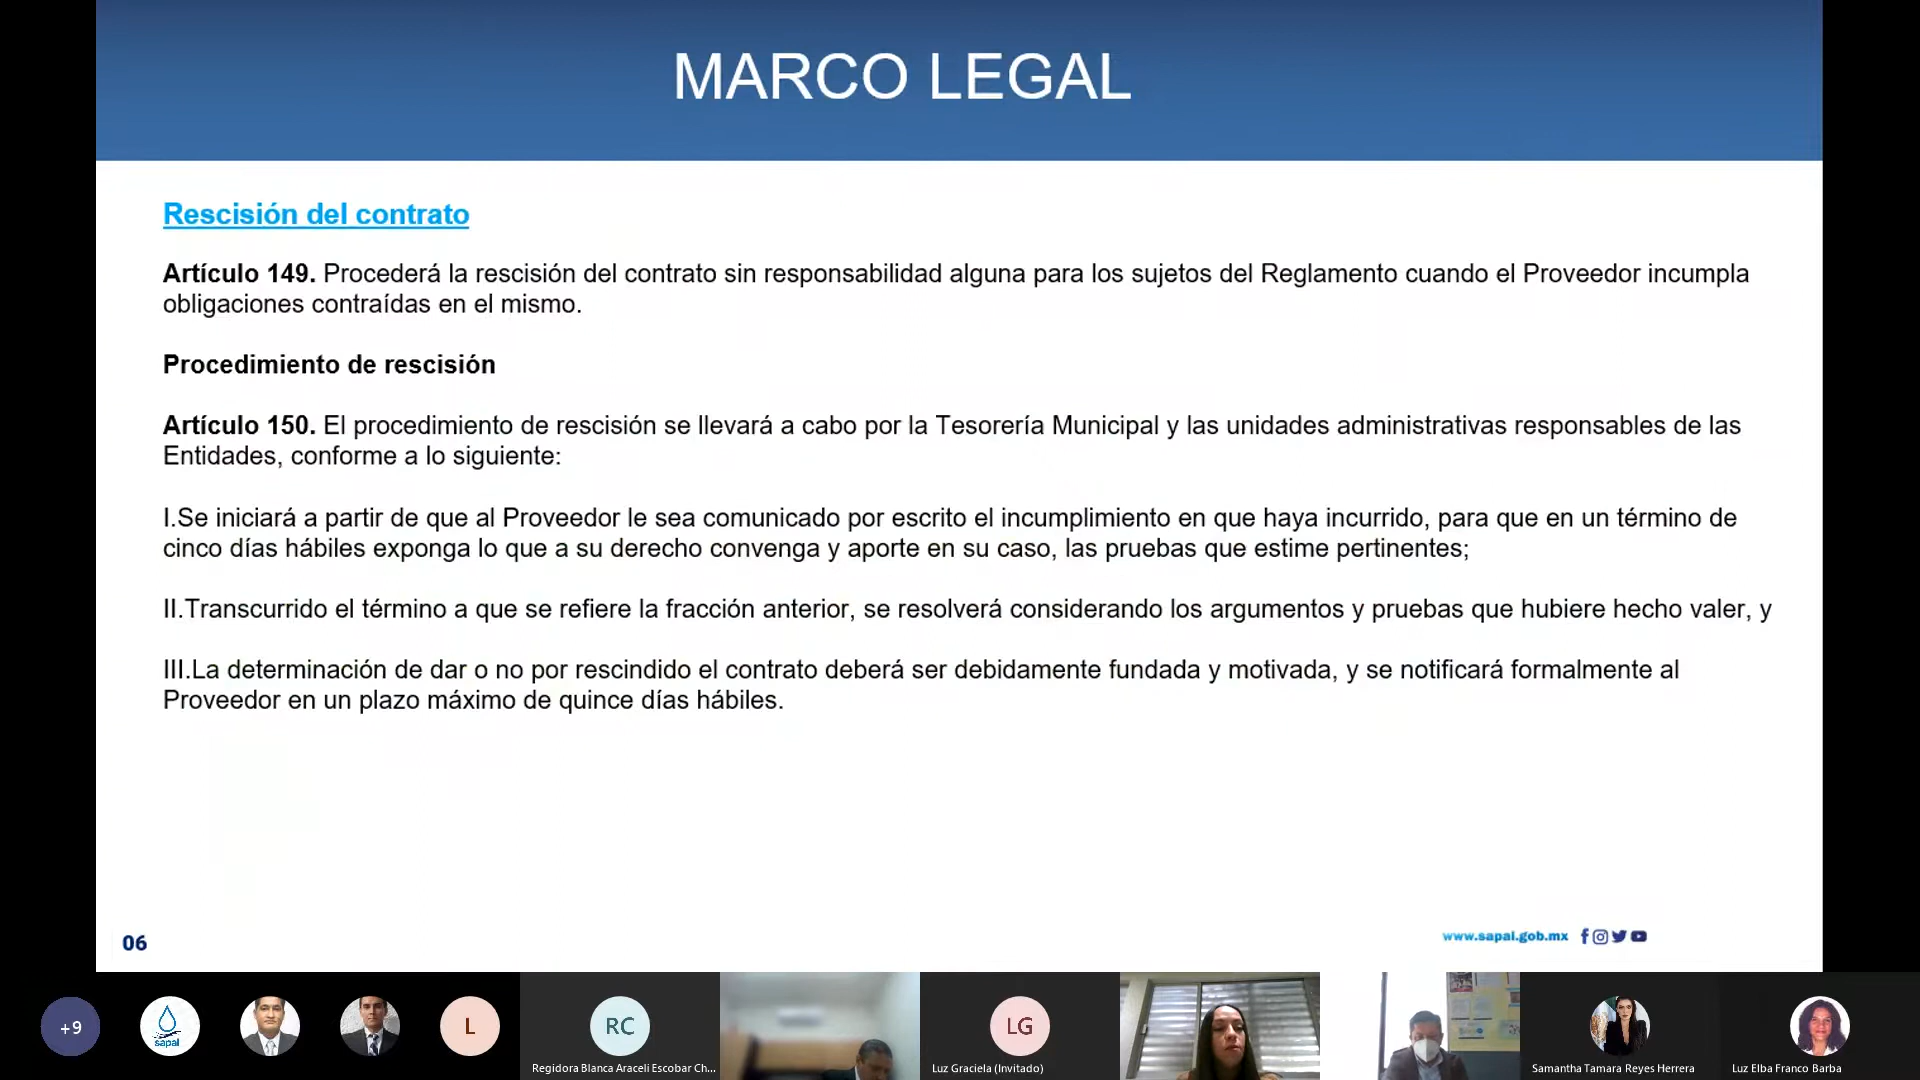 MARCO LEGAL
Rescisión del contrato
Artículo 149. Procederá la rescisión del contrato sin responsabilidad alguna para los sujetos del Reglamento cuando el Proveedor incumpla
obligaciones contraídas en el mismo.
Procedimiento de rescisión
Artículo 150. El procedimiento de rescisión se llevará a cabo por la Tesorería Municipal y las unidades administrativas responsables de las
Entidades, conforme a lo siguiente:
I.Se iniciará a partir de que al Proveedor le sea comunicado por escrito el incumplimiento en que haya incurrido, para que en un término de
cinco días hábiles exponga lo que a su derecho convenga y aporte en su caso, las pruebas que estime pertinentes;
II.Transcurrido el término a que se refiere la fracción anterior, se resolverá considerando los argumentos y pruebas que hubiere hecho valer, y
III.La determinación de dar o no por rescindido el contrato deberá ser debidamente fundada y motivada, y se notificará formalmente al
Proveedor en un plazo máximo de quince días hábiles.
06
www.sapal.gob.mx
+9
sapal
L
RC
LG
Regidora Blanca Araceli Escobar Ch...
Luz Graciela (Invitado)
Samantha Tamara Reyes Herrera
Luz Elba Franco Barba